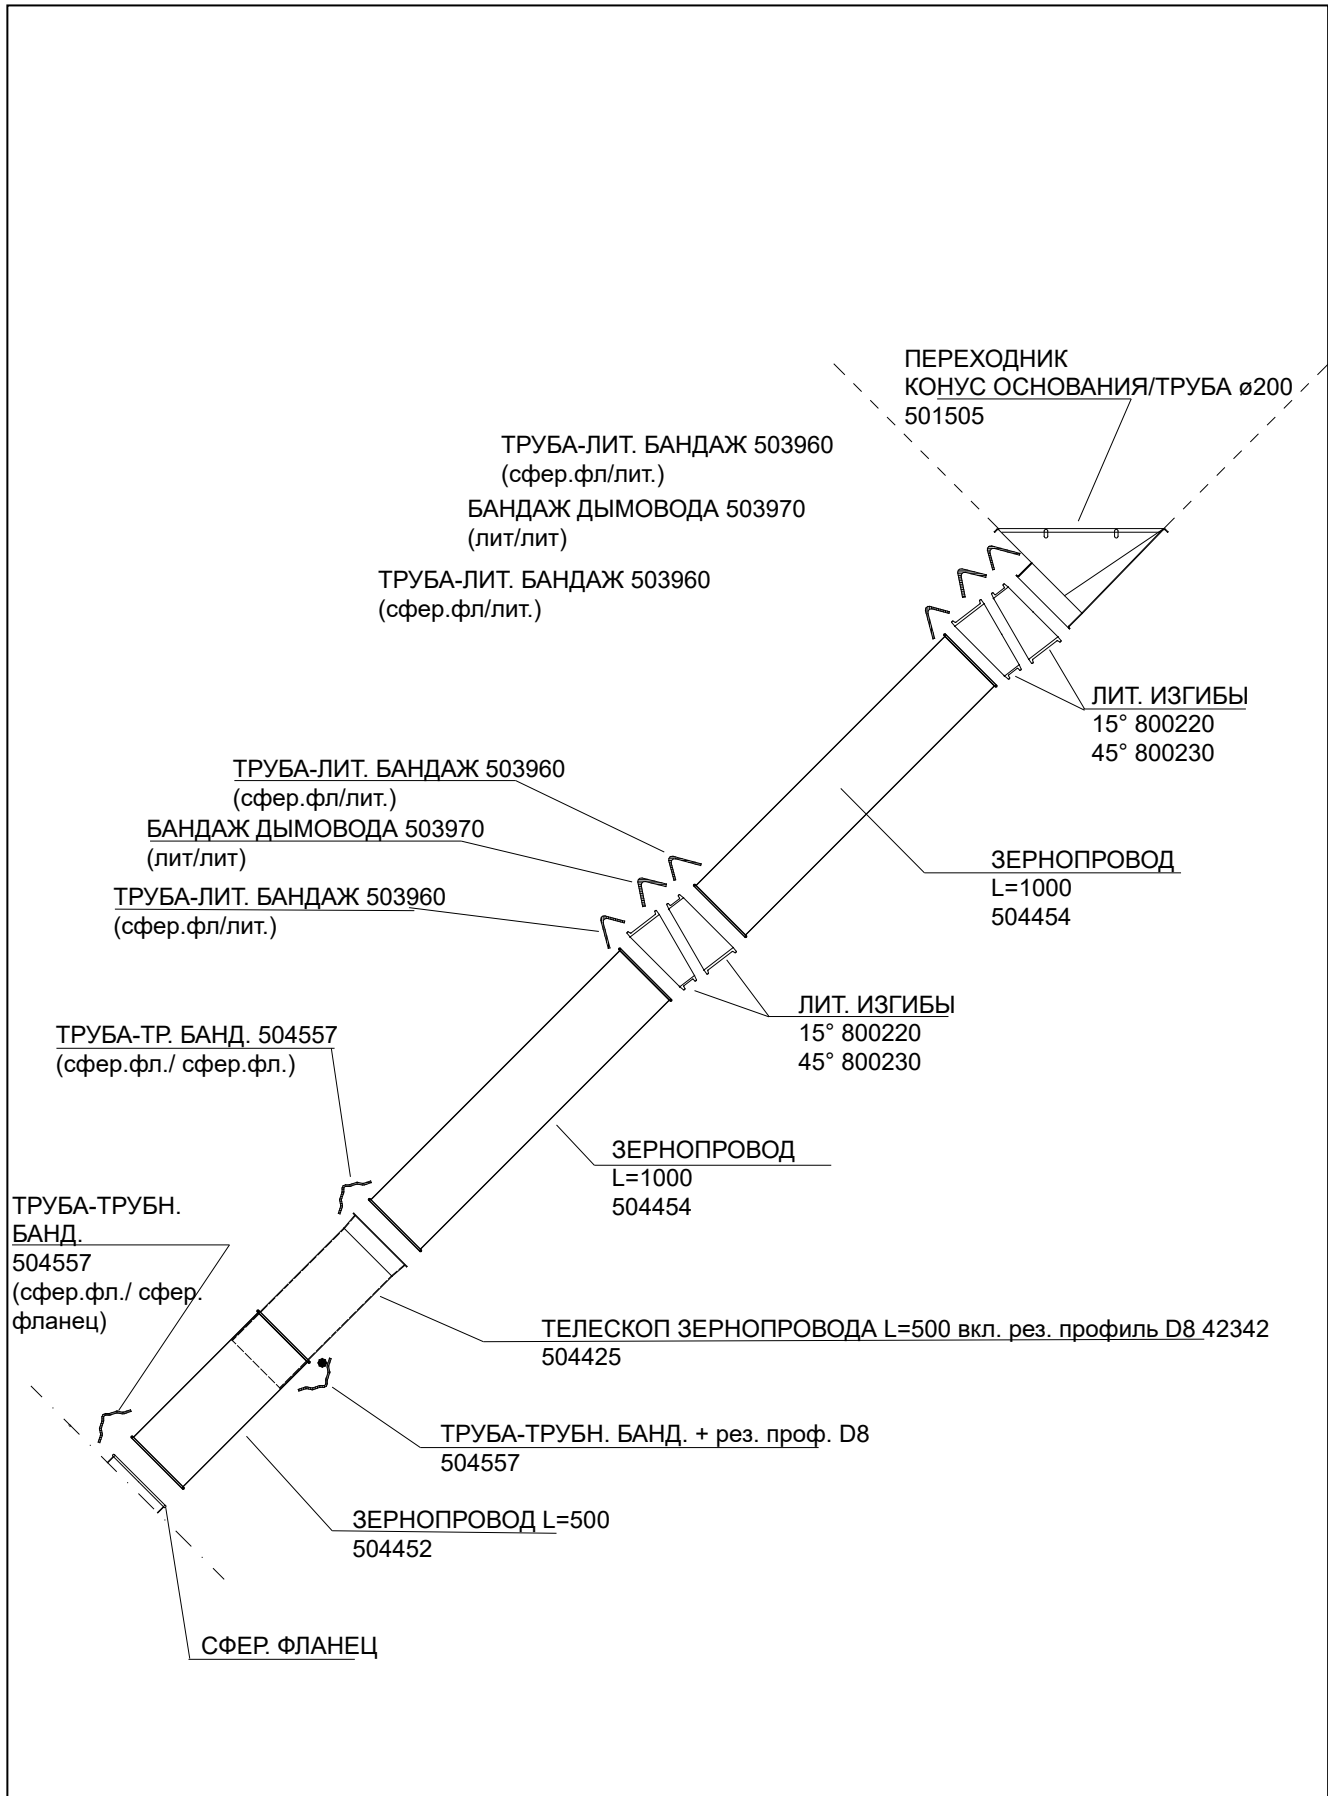 ПЕРЕХОДНИК
КОНУС ОСНОВАНИЯ/ТРУБА ø200
501505
ТРУБА-ЛИТ. БАНДАЖ 503960
(сфер.фл/лит.)
БАНДАЖ ДЫМОВОДА 503970
(лит/лит)
ТРУБА-ЛИТ. БАНДАЖ 503960
(сфер.фл/лит.)
ЛИТ. ИЗГИБЫ
15° 800220
45° 800230
ТРУБА-ЛИТ. БАНДАЖ 503960
(сфер.фл/лит.)
БАНДАЖ ДЫМОВОДА 503970
(лит/лит)
ТРУБА-ЛИТ. БАНДАЖ 503960
(сфер.фл/лит.)
ЗЕРНОПРОВОД
L=1000
504454
ЛИТ. ИЗГИБЫ
15° 800220
45° 800230
ТРУБА-ТР. БАНД. 504557
(сфер.фл./ сфер.фл.)
ЗЕРНОПРОВОД
L=1000
504454
ТРУБА-ТРУБН.
БАНД.
504557
(сфер.фл./ сфер.
фланец)
ТЕЛЕСКОП ЗЕРНОПРОВОДА L=500 вкл. рез. профиль D8 42342
504425
ТРУБА-ТРУБН. БАНД. + рез. проф. D8
504557
ЗЕРНОПРОВОД L=500
504452
СФЕР. ФЛАНЕЦ